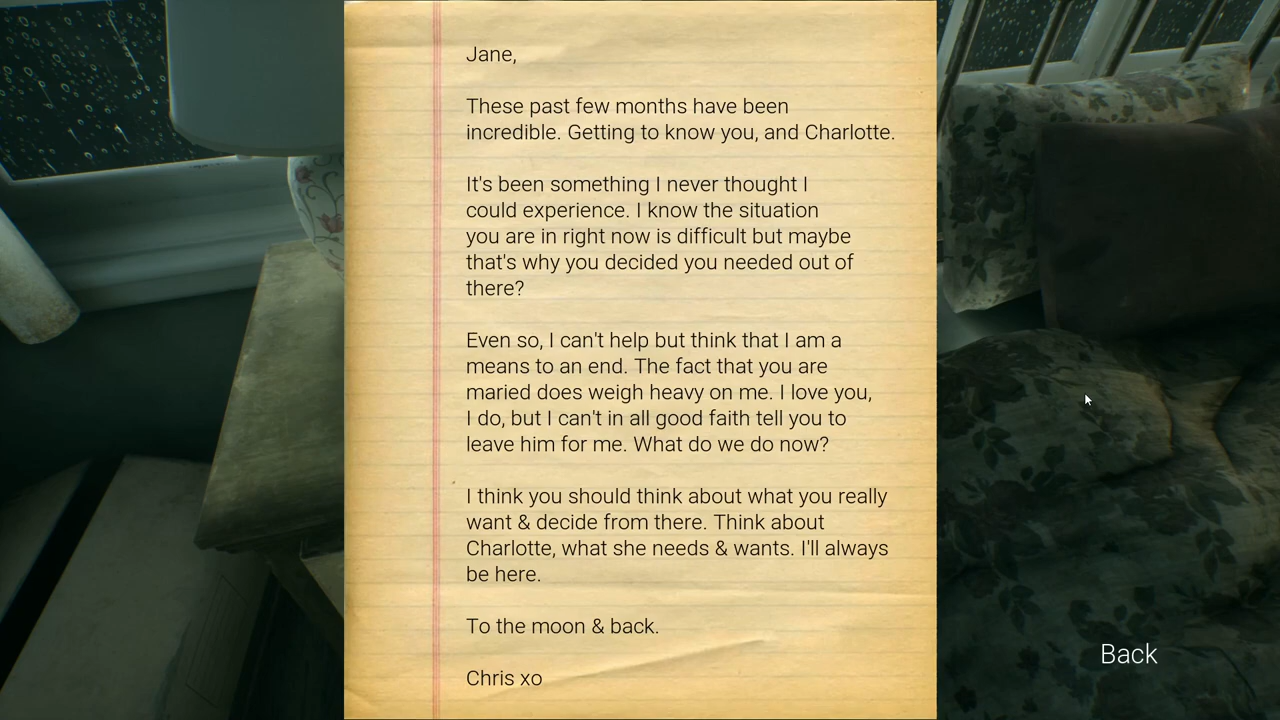 Jane,
These past few months have been
incredible. Getting to know you, and Charlotte.
It's been something I never thought I
could experience. I know the situation
you are in right now is difficult but maybe
that's why you decided you needed out of
there?
Even so, I can't help but think that I am a
means to an end. The fact that you are
maried does weigh heavy on me. I love you,
I do, but I can't in all good faith tell you to
leave him for me. What do we do now?
I think you should think about what you really
want & decide from there. Think about
Charlotte, what she needs & wants. I'll always
be here.
To the moon & back.
Chris xo
Back